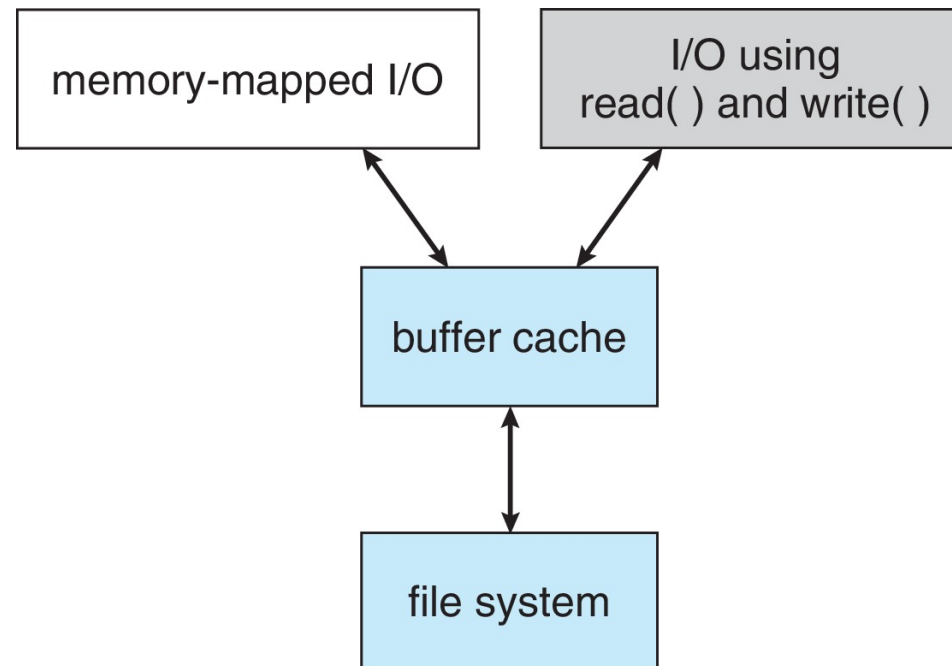 memory-mapped I/O
I/O using
read( ) and write( )
buffer cache
file system